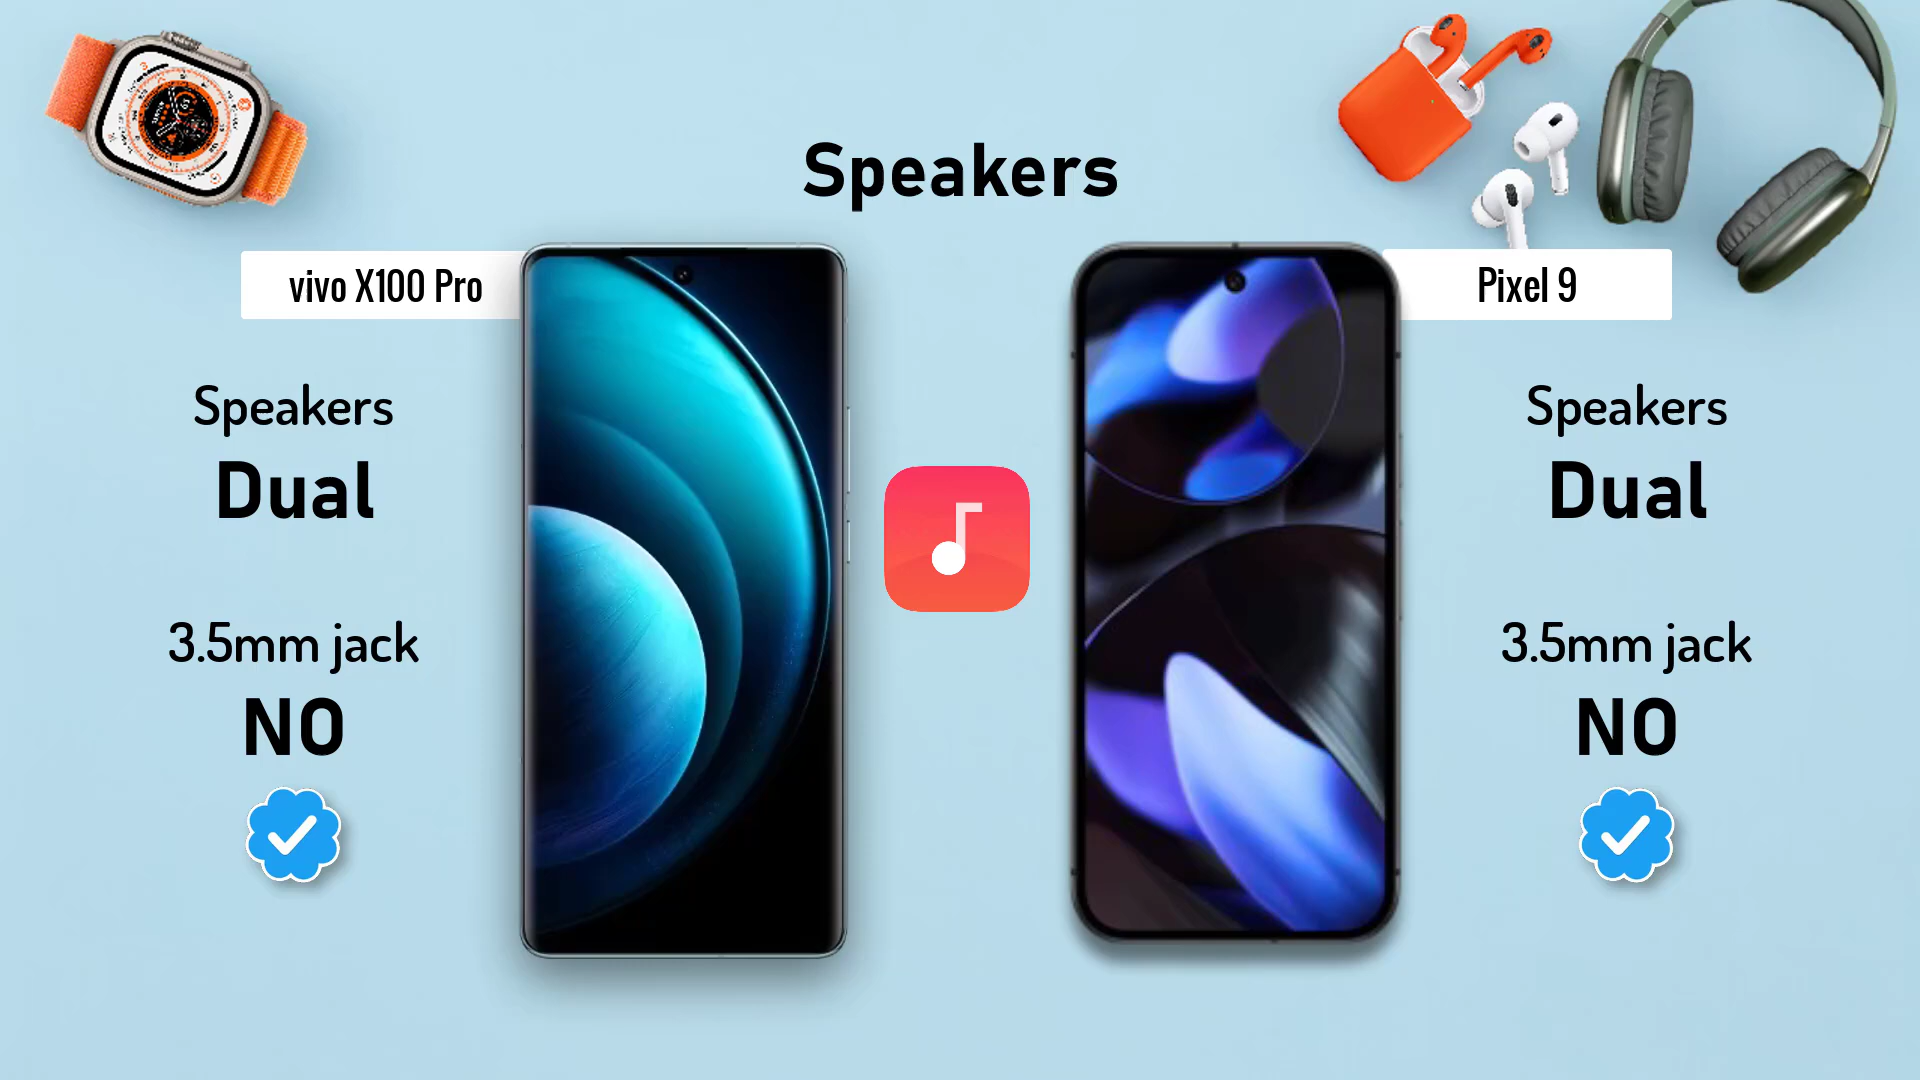 Speakers
vivo X100 Pro
Pixel 9
Speakers
Dual
3.5mm jack
NO
Speakers
Dual
3.5mm jack
NO